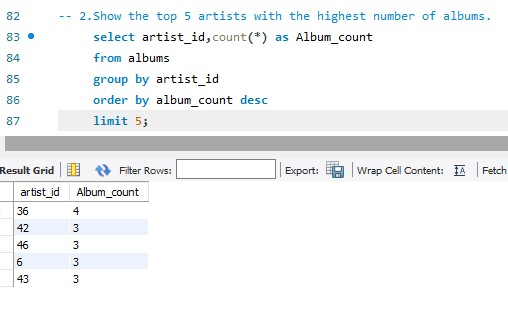 82 -- 2.Show the top 5 artists with the highest number of albums.
83 select artist_id,count(*) as Album_count
84 from albums
85 group by artist_id
86 order by album_count desc
87 limit 5;
Result Grid Filter Rows: Export: Wrap Cell Content: IA Fetch
artist_id Album_count
36 4
42 3
46 3
6 3
43 3